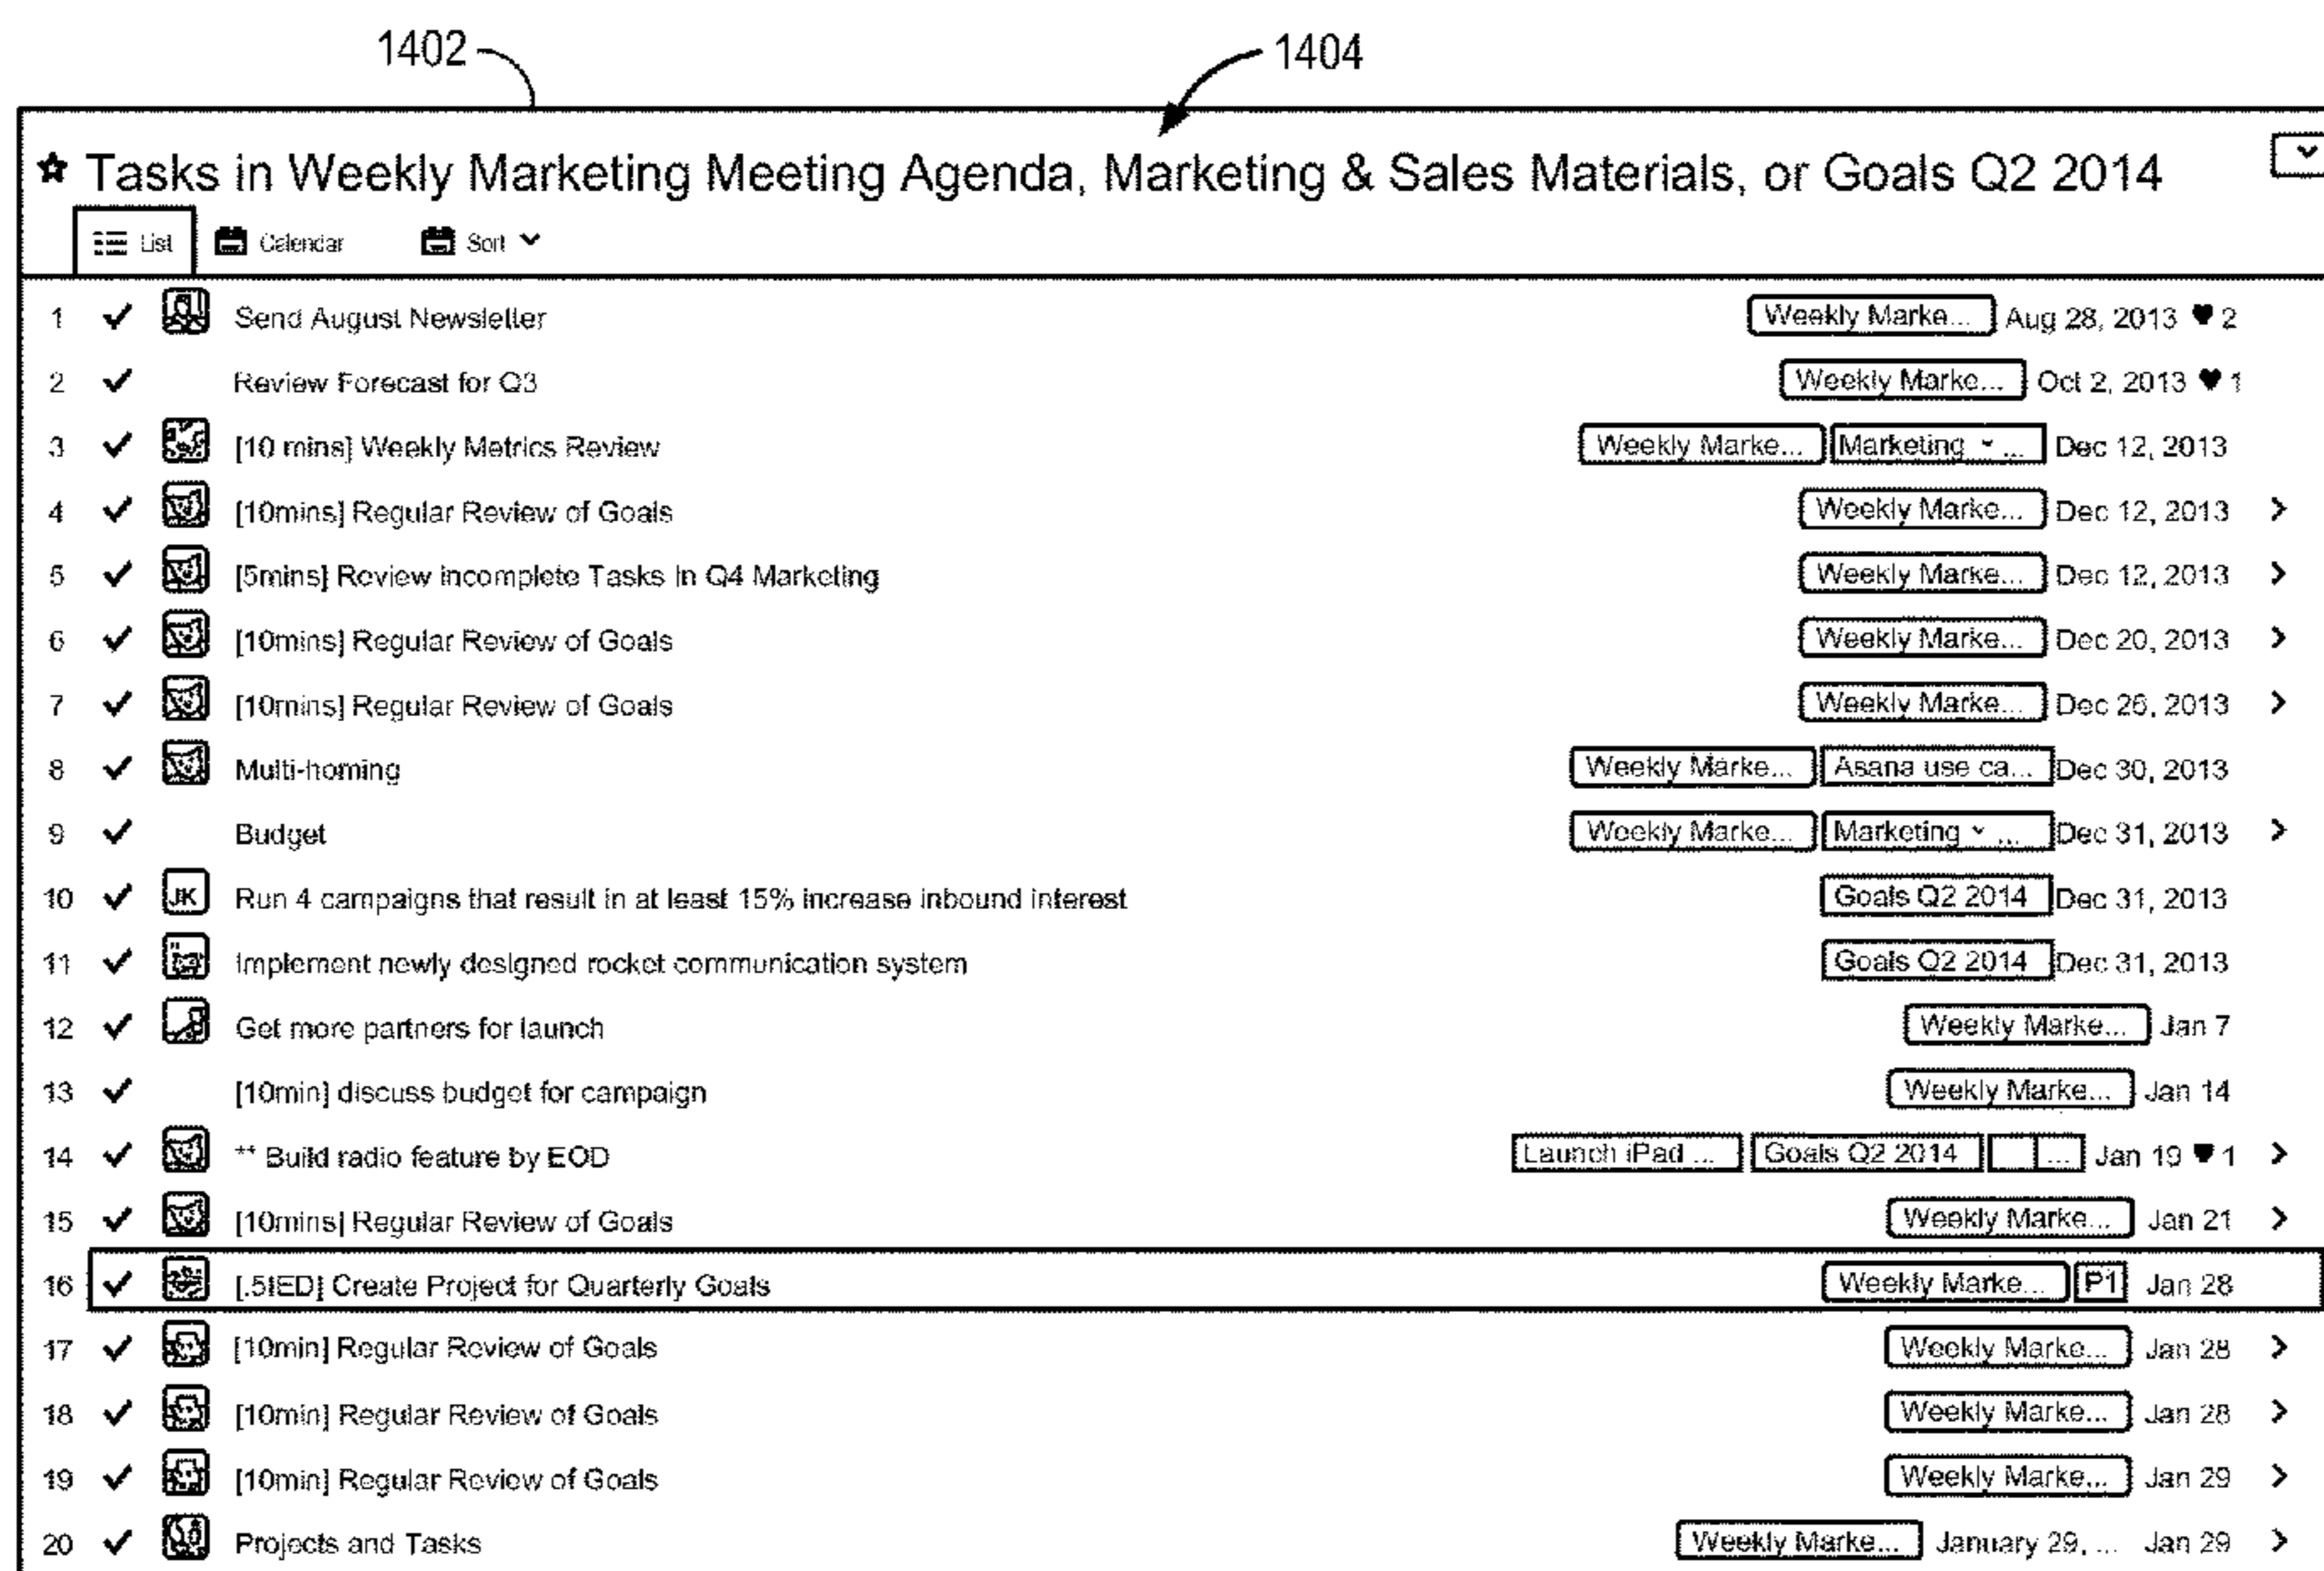 1402 1404
Tasks in Weekly Marketing Meeting Agenda, Marketing & Sales Materials, or Goals Q2 2014
List Calendar Sort
1 Send August Newsletter Weekly Marke... Aug 28, 2013 2
2 Review Forecast for Q3 Weekly Marke... Oct 2, 2013 1
3 [10 mins] Weekly Metrics Review Weekly Marke... Marketing ... Dec 12, 2013
4 [10mins] Regular Review of Goals Weekly Marke... Dec 12, 2013
5 [5mins] Review incomplete Tasks in Q4 Marketing Weekly Marke... Dec 12, 2013
6 [10mins] Regular Review of Goals Weekly Marke... Dec 20, 2013
7 [10mins] Regular Review of Goals Weekly Marke... Dec 26, 2013
8 Multi-homing Weekly Marke... Asana use ca... Dec 30, 2013
9 Budget Weekly Marke... Marketing ... Dec 31, 2013
10 JK Run 4 campaigns that result in at least 15% increase inbound interest Goals Q2 2014 Dec 31, 2013
11 Implement newly designed rocket communication system Goals Q2 2014 Dec 31, 2013
12 Get more partners for launch Weekly Marke... Jan 7
13 [10min] discuss budget for campaign Weekly Marke... Jan 14
14 ** Build radio feature by EOD Launch iPad ... Goals Q2 2014 ... Jan 19 1
15 [10mins] Regular Review of Goals Weekly Marke... Jan 21
16 [.5IED] Create Project for Quarterly Goals Weekly Marke... P1 Jan 28
17 [10min] Regular Review of Goals Weekly Marke... Jan 28
18 [10min] Regular Review of Goals Weekly Marke... Jan 28
19 [10min] Regular Review of Goals Weekly Marke... Jan 29
20 Projects and Tasks Weekly Marke... January 29, ... Jan 29